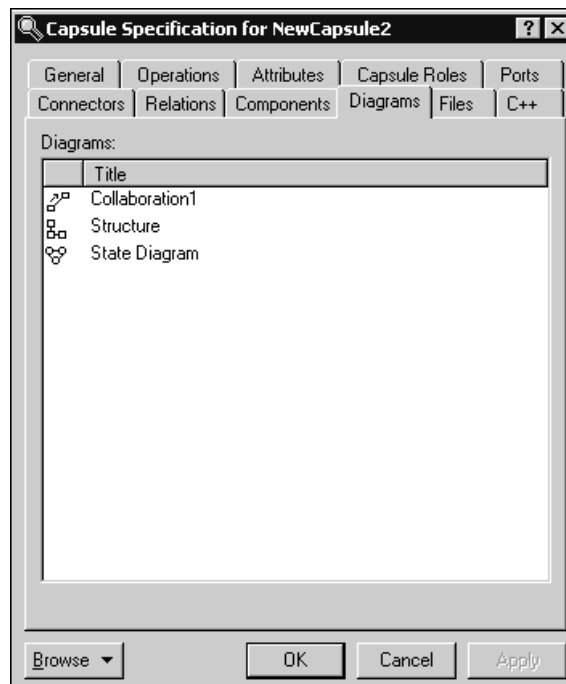 Capsule Specification for NewCapsule2
General Operations Attributes Capsule Roles Ports
Connectors Relations Components Diagrams Files C++
Diagrams:
Title
Collaboration1
Structure
State Diagram
Browse OK Cancel Apply